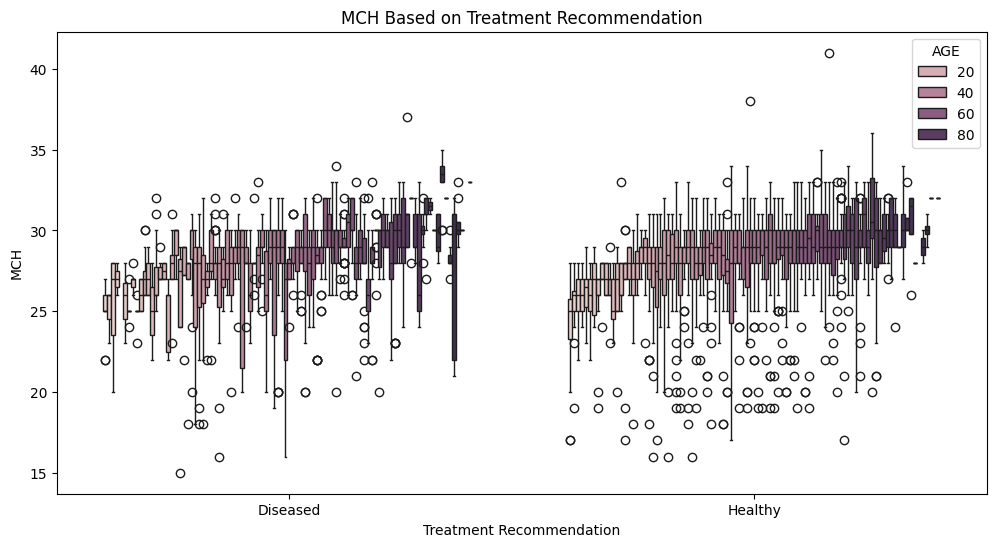 MCH Based on Treatment Recommendation
AGE
20
40
60
80
MCH
40
35
30
25
20
15
Diseased
Healthy
Treatment Recommendation